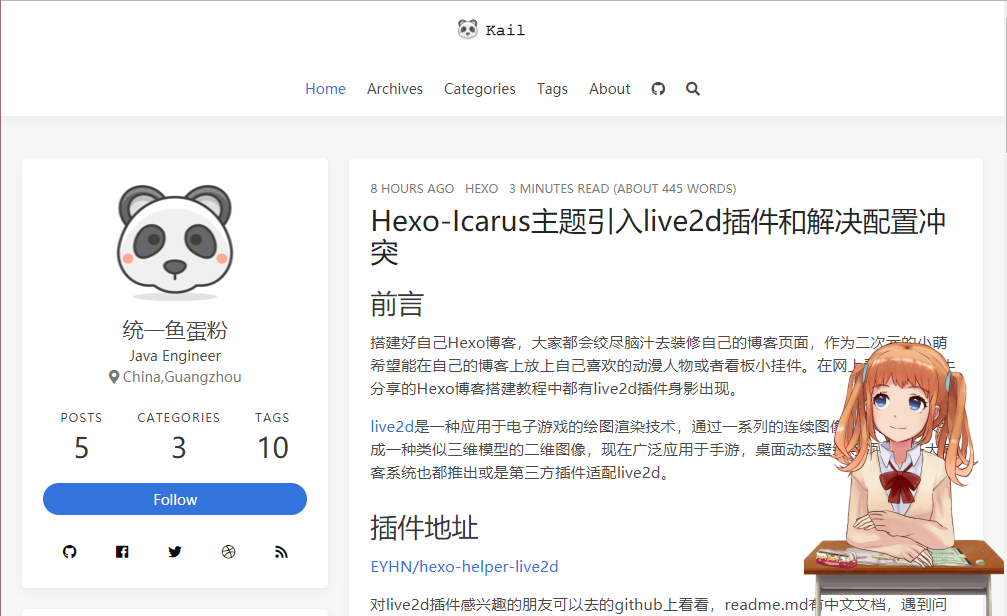 Kail
Home Archives Categories Tags About
统一鱼蛋粉
Java Engineer
China,Guangzhou
POSTS CATEGORIES TAGS
5 3 10
Follow
8 HOURS AGO HEXO 3 MINUTES READ (ABOUT 445 WORDS)
Hexo-Icarus主题引入live2d插件和解决配置冲
突
前言
搭建好自己Hexo博客，大家都会绞尽脑汁去装修自己的博客页面，作为二次元的小萌
希望能在自己的博客上放上自己喜欢的动漫人物或者看板小挂件。在网上
分享的Hexo博客搭建教程中都有live2d插件身影出现。
live2d是一种应用于电子游戏的绘图渲染技术，通过一系列的连续图像
成一种类似三维模型的二维图像，现在广泛应用于手游，桌面动态壁
客系统也都推出或是第三方插件适配live2d。
插件地址
EYHN/hexo-helper-live2d
对live2d插件感兴趣的朋友可以去的github上看看，readme.md有中文文档，遇到问